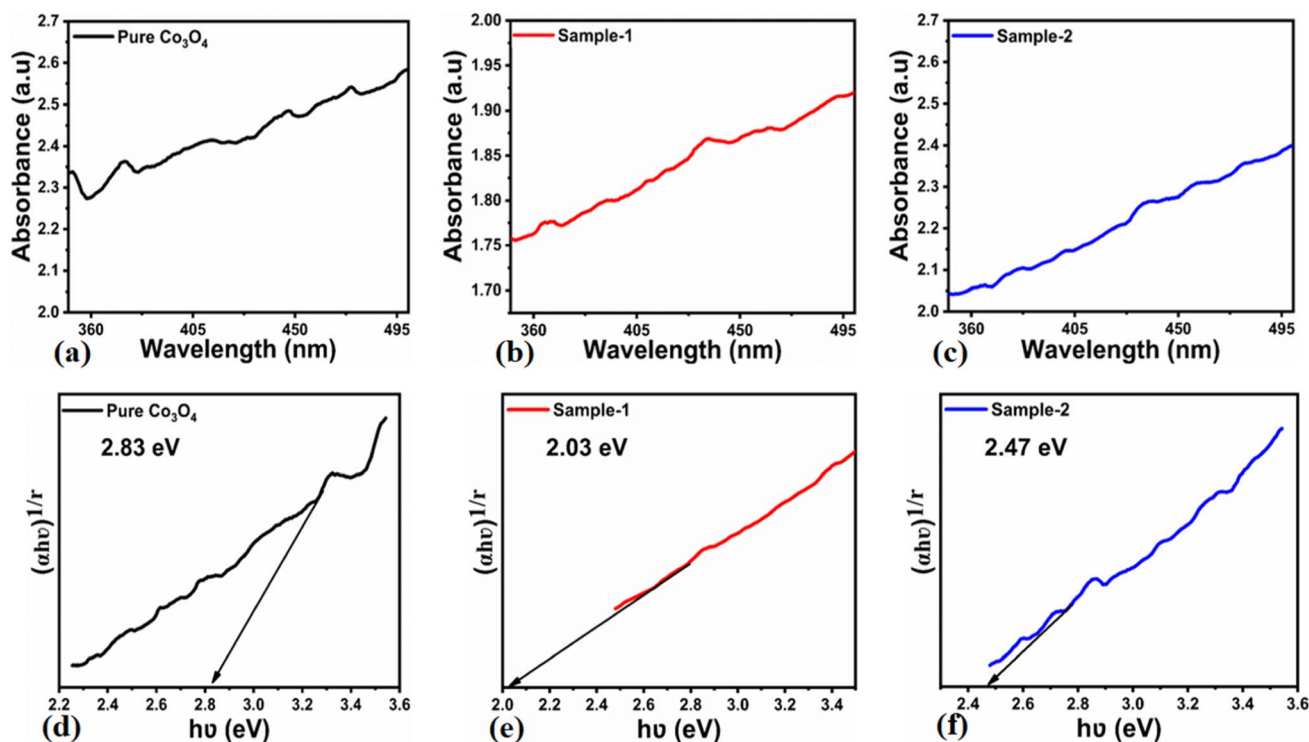 Pure Co₃O₄
Absorbance (a.u)
2.7
2.6
2.5
2.4
2.3
2.2
2.1
2.0
360 405 450 495
Wavelength (nm)
(a)
Sample-1
Absorbance (a.u)
2.00
1.95
1.90
1.85
1.80
1.75
1.70
360 405 450 495
Wavelength (nm)
(b)
Sample-2
Absorbance (a.u)
2.7
2.6
2.5
2.4
2.3
2.2
2.1
2.0
360 405 450 495
Wavelength (nm)
(c)
Pure Co₃O₄
2.83 eV
(αhυ)^1/r
2.2 2.4 2.6 2.8 3.0 3.2 3.4 3.6
hυ (eV)
(d)
Sample-1
2.03 eV
(αhυ)^1/r
2.0 2.2 2.4 2.6 2.8 3.0 3.2 3.4
hυ (eV)
(e)
Sample-2
2.47 eV
(αhυ)^1/r
2.4 2.6 2.8 3.0 3.2 3.4 3.6
hυ (eV)
(f)